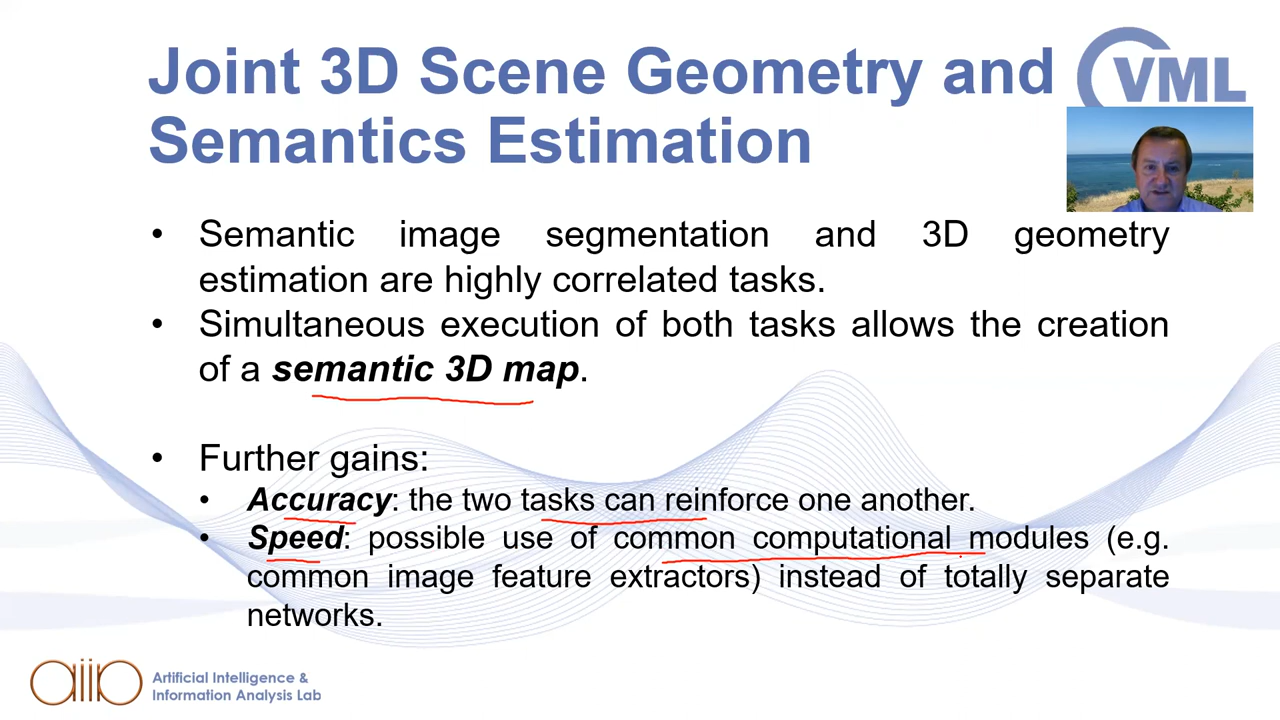 Joint 3D Scene Geometry and
Semantics Estimation
VML
• Semantic image segmentation and 3D geometry
estimation are highly correlated tasks.
• Simultaneous execution of both tasks allows the creation
of a semantic 3D map.
• Further gains:
• Accuracy: the two tasks can reinforce one another.
• Speed: possible use of common computational modules (e.g.
common image feature extractors) instead of totally separate
networks.
aiia
Artificial Intelligence &
Information Analysis Lab